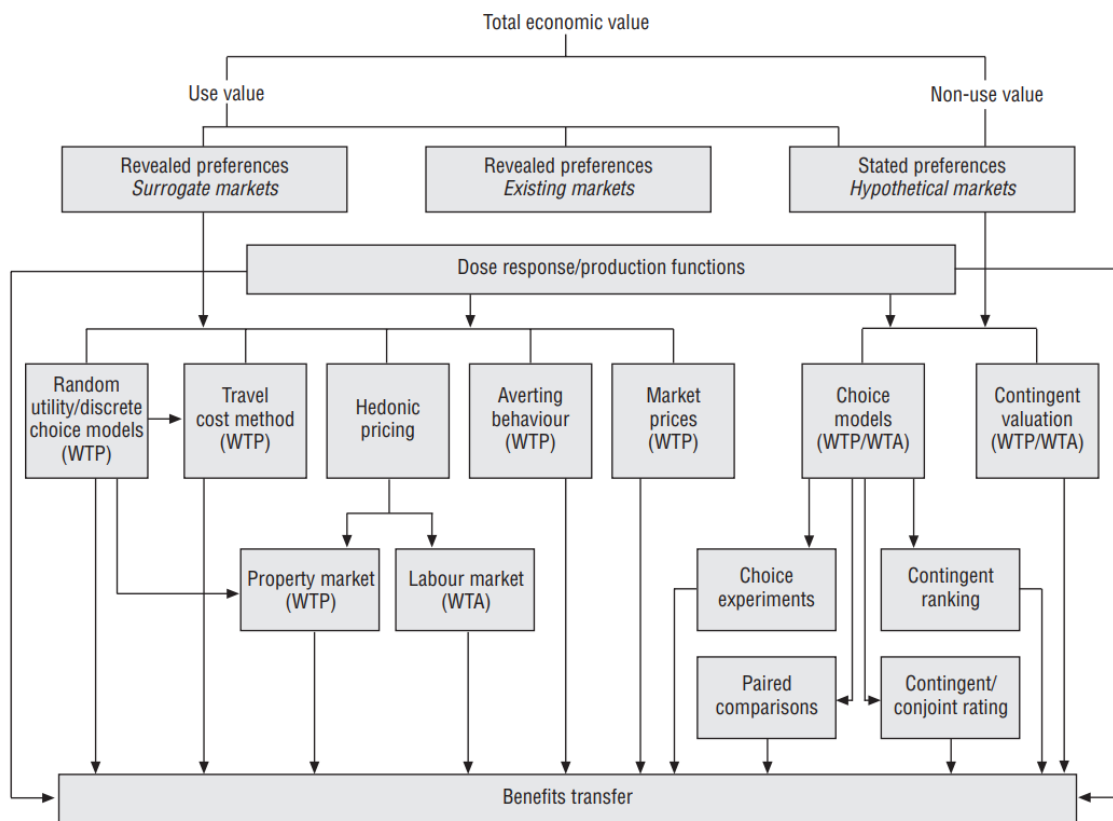 Total economic value
Use value
Non-use value
Revealed preferences
Surrogate markets
Revealed preferences
Existing markets
Stated preferences
Hypothetical markets
Dose response/production functions
Random
utility/discrete
choice models
(WTP)
Travel
cost method
(WTP)
Hedonic
pricing
Averting
behaviour
(WTP)
Market
prices
(WTP)
Choice
models
(WTP/WTA)
Contingent
valuation
(WTP/WTA)
Property market
(WTP)
Labour market
(WTA)
Choice
experiments
Contingent
ranking
Paired
comparisons
Contingent/
conjoint rating
Benefits transfer